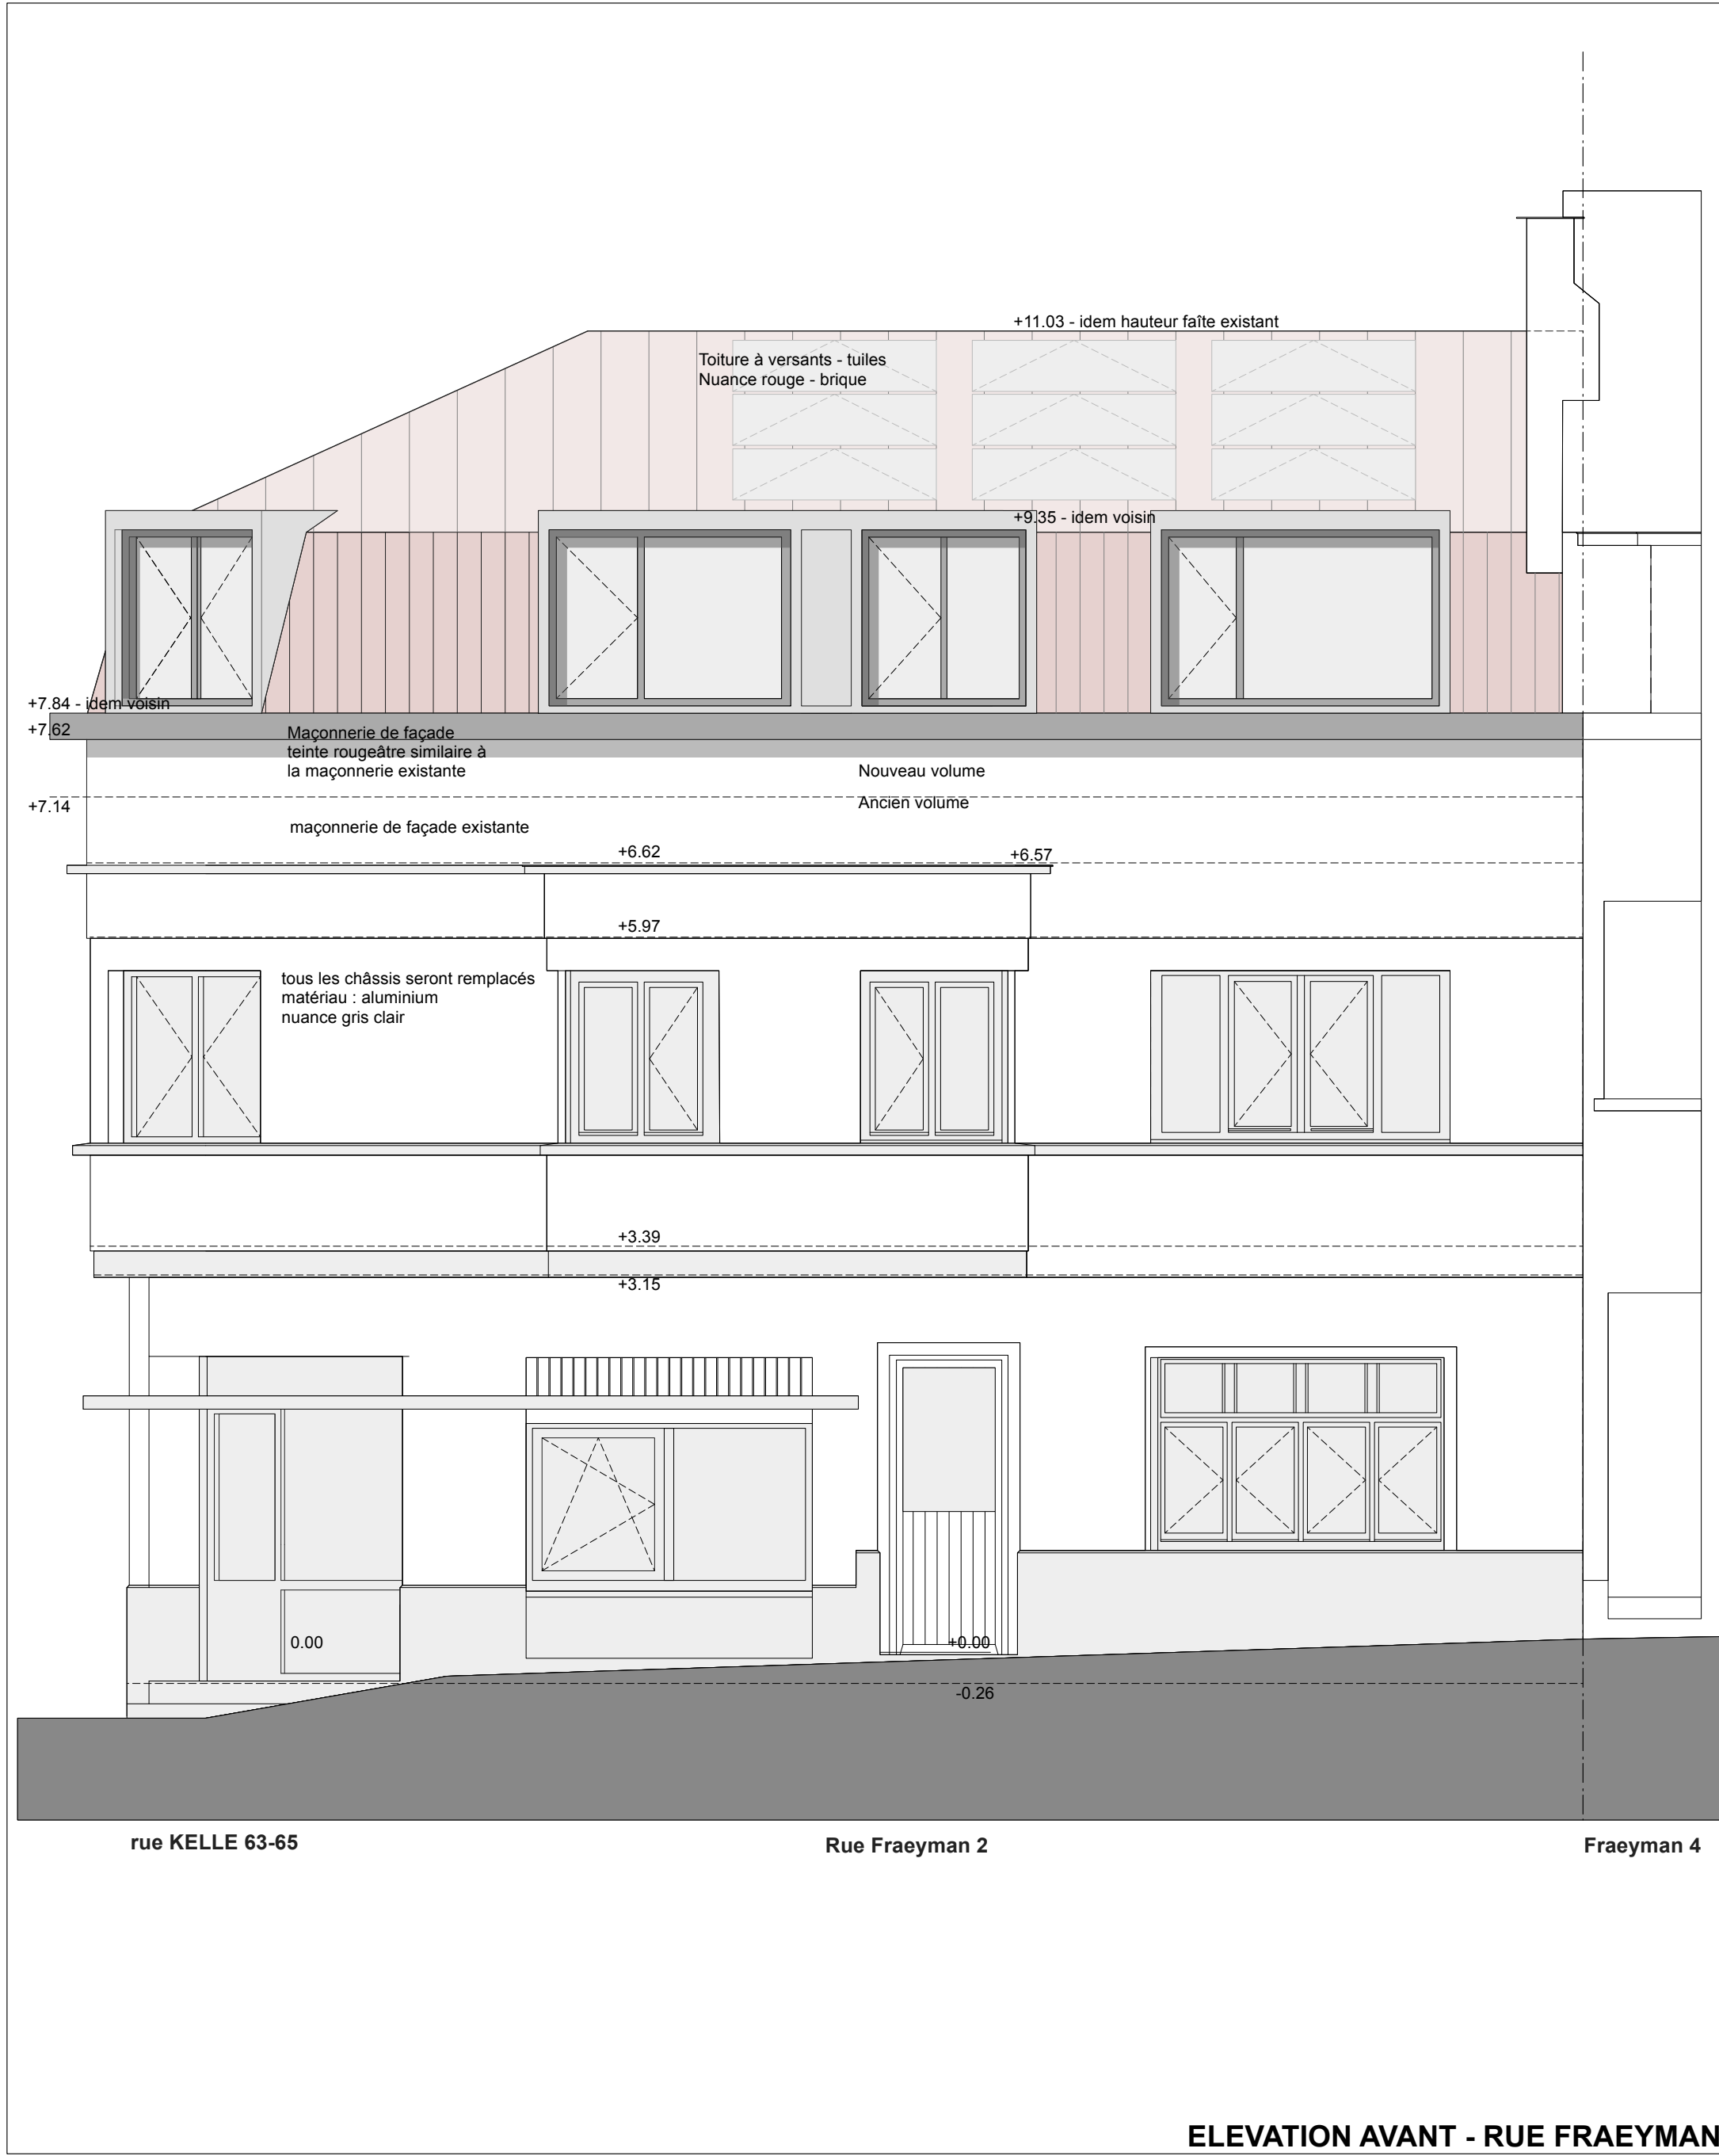 +11.03 - idem hauteur faîte existant
Toiture à versants - tuiles
Nuance rouge - brique
+9.35 - idem voisin
+7.84 - idem voisin
+7.62
Maçonnerie de façade
teinte rougeâtre similaire à
la maçonnerie existante
Nouveau volume
+7.14
Ancien volume
maçonnerie de façade existante
+6.62
+6.57
+5.97
tous les châssis seront remplacés
matériau : aluminium
nuance gris clair
+3.39
+3.15
0.00
+0.00
-0.26
rue KELLE 63-65
Rue Fraeyman 2
Fraeyman 4
ELEVATION AVANT - RUE FRAEYMAN